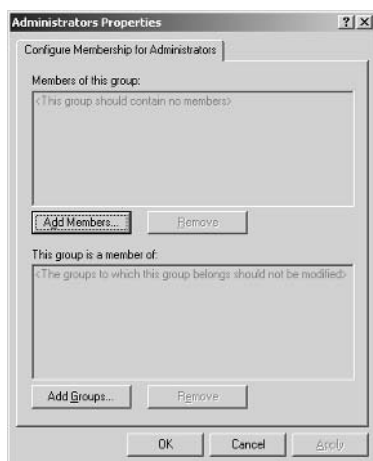 Administrators Properties
Configure Membership for Administrators
Members of this group:
<This group should contain no members>
Add Members...
Remove
This group is a member of:
<The groups to which this group belongs should not be modified>
Add Groups...
Remove
OK
Cancel
Apply